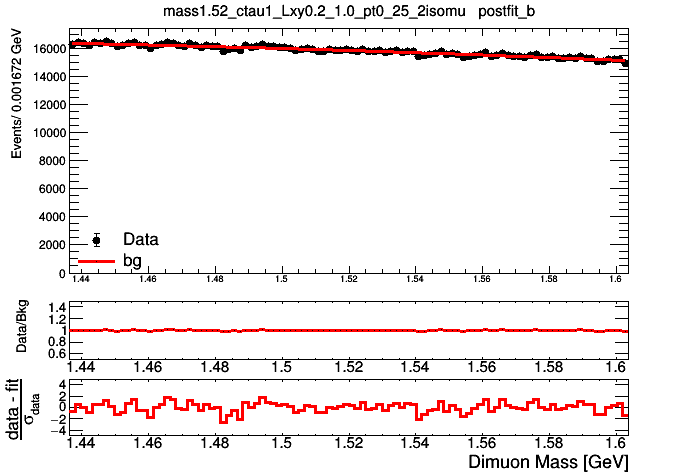 mass1.52_ctau1_Lxy0.2_1.0_pt0_25_2isomu postfit_b
Events/ 0.001672 GeV
16000
14000
12000
10000
8000
6000
4000
2000
0
Data
bg
1.44 1.46 1.48 1.5 1.52 1.54 1.56 1.58 1.6
Data/Bkg
1.4
1.2
1
0.8
0.6
1.44 1.46 1.48 1.5 1.52 1.54 1.56 1.58 1.6
data - fit
σdata
4
2
0
−2
−4
1.44 1.46 1.48 1.5 1.52 1.54 1.56 1.58 1.6
Dimuon Mass [GeV]